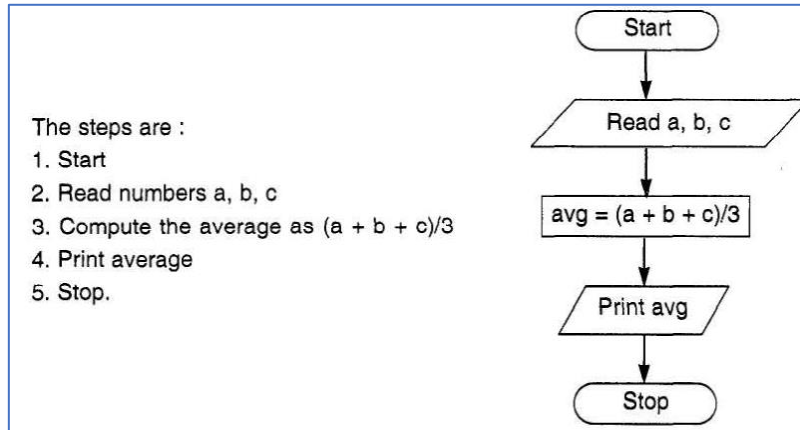 The steps are :
1. Start
2. Read numbers a, b, c
3. Compute the average as (a + b + c)/3
4. Print average
5. Stop.
Start
Read a, b, c
avg = (a + b + c)/3
Print avg
Stop